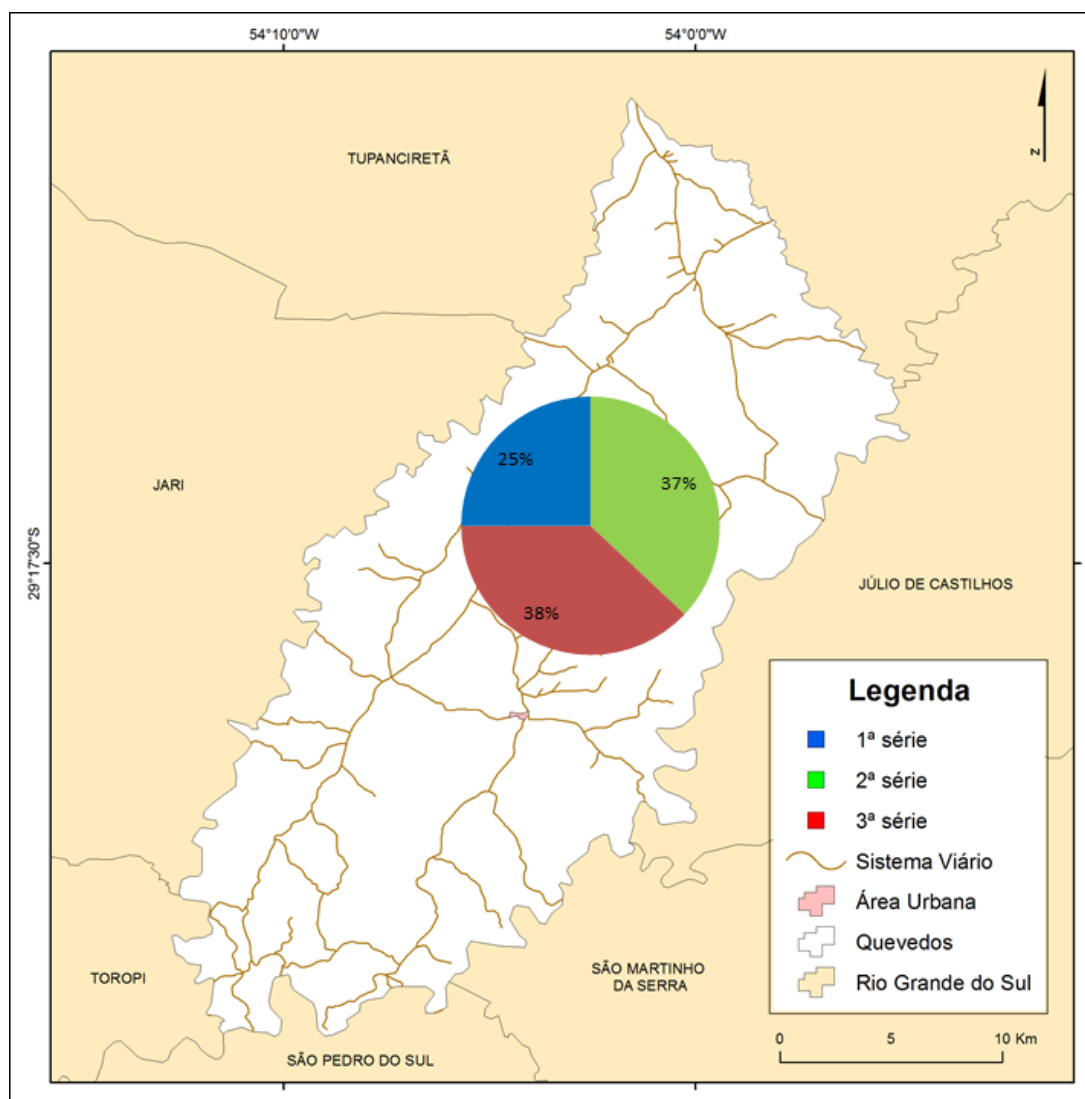 54°10'0"W
54°0'0"W
TUPANCIRETÃ
N
JARI
25%
37%
38%
29°17'30"S
JÚLIO DE CASTILHOS
Legenda
1ª série
2ª série
3ª série
Sistema Viário
Área Urbana
Quevedos
Rio Grande do Sul
TOROPI
SÃO MARTINHO
DA SERRA
SÃO PEDRO DO SUL
0 5 10 Km